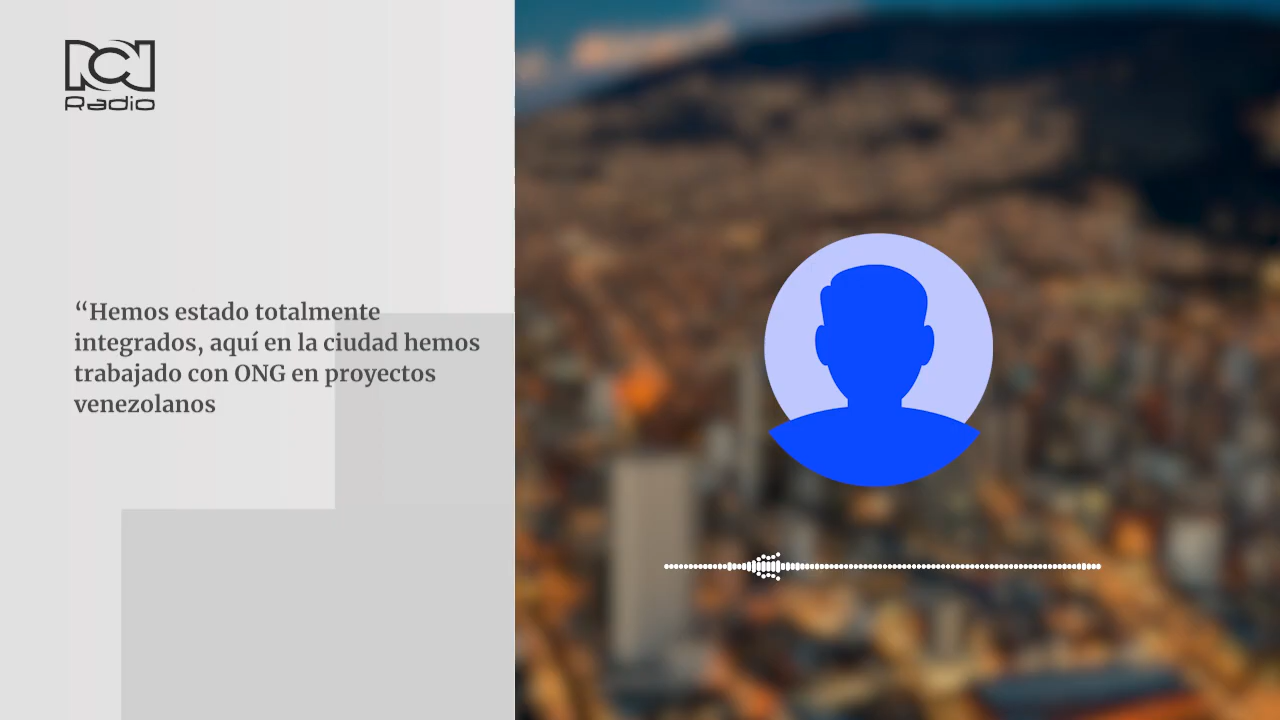 RCN
Radio
“Hemos estado totalmente
integrados, aquí en la ciudad hemos
trabajado con ONG en proyectos
venezolanos